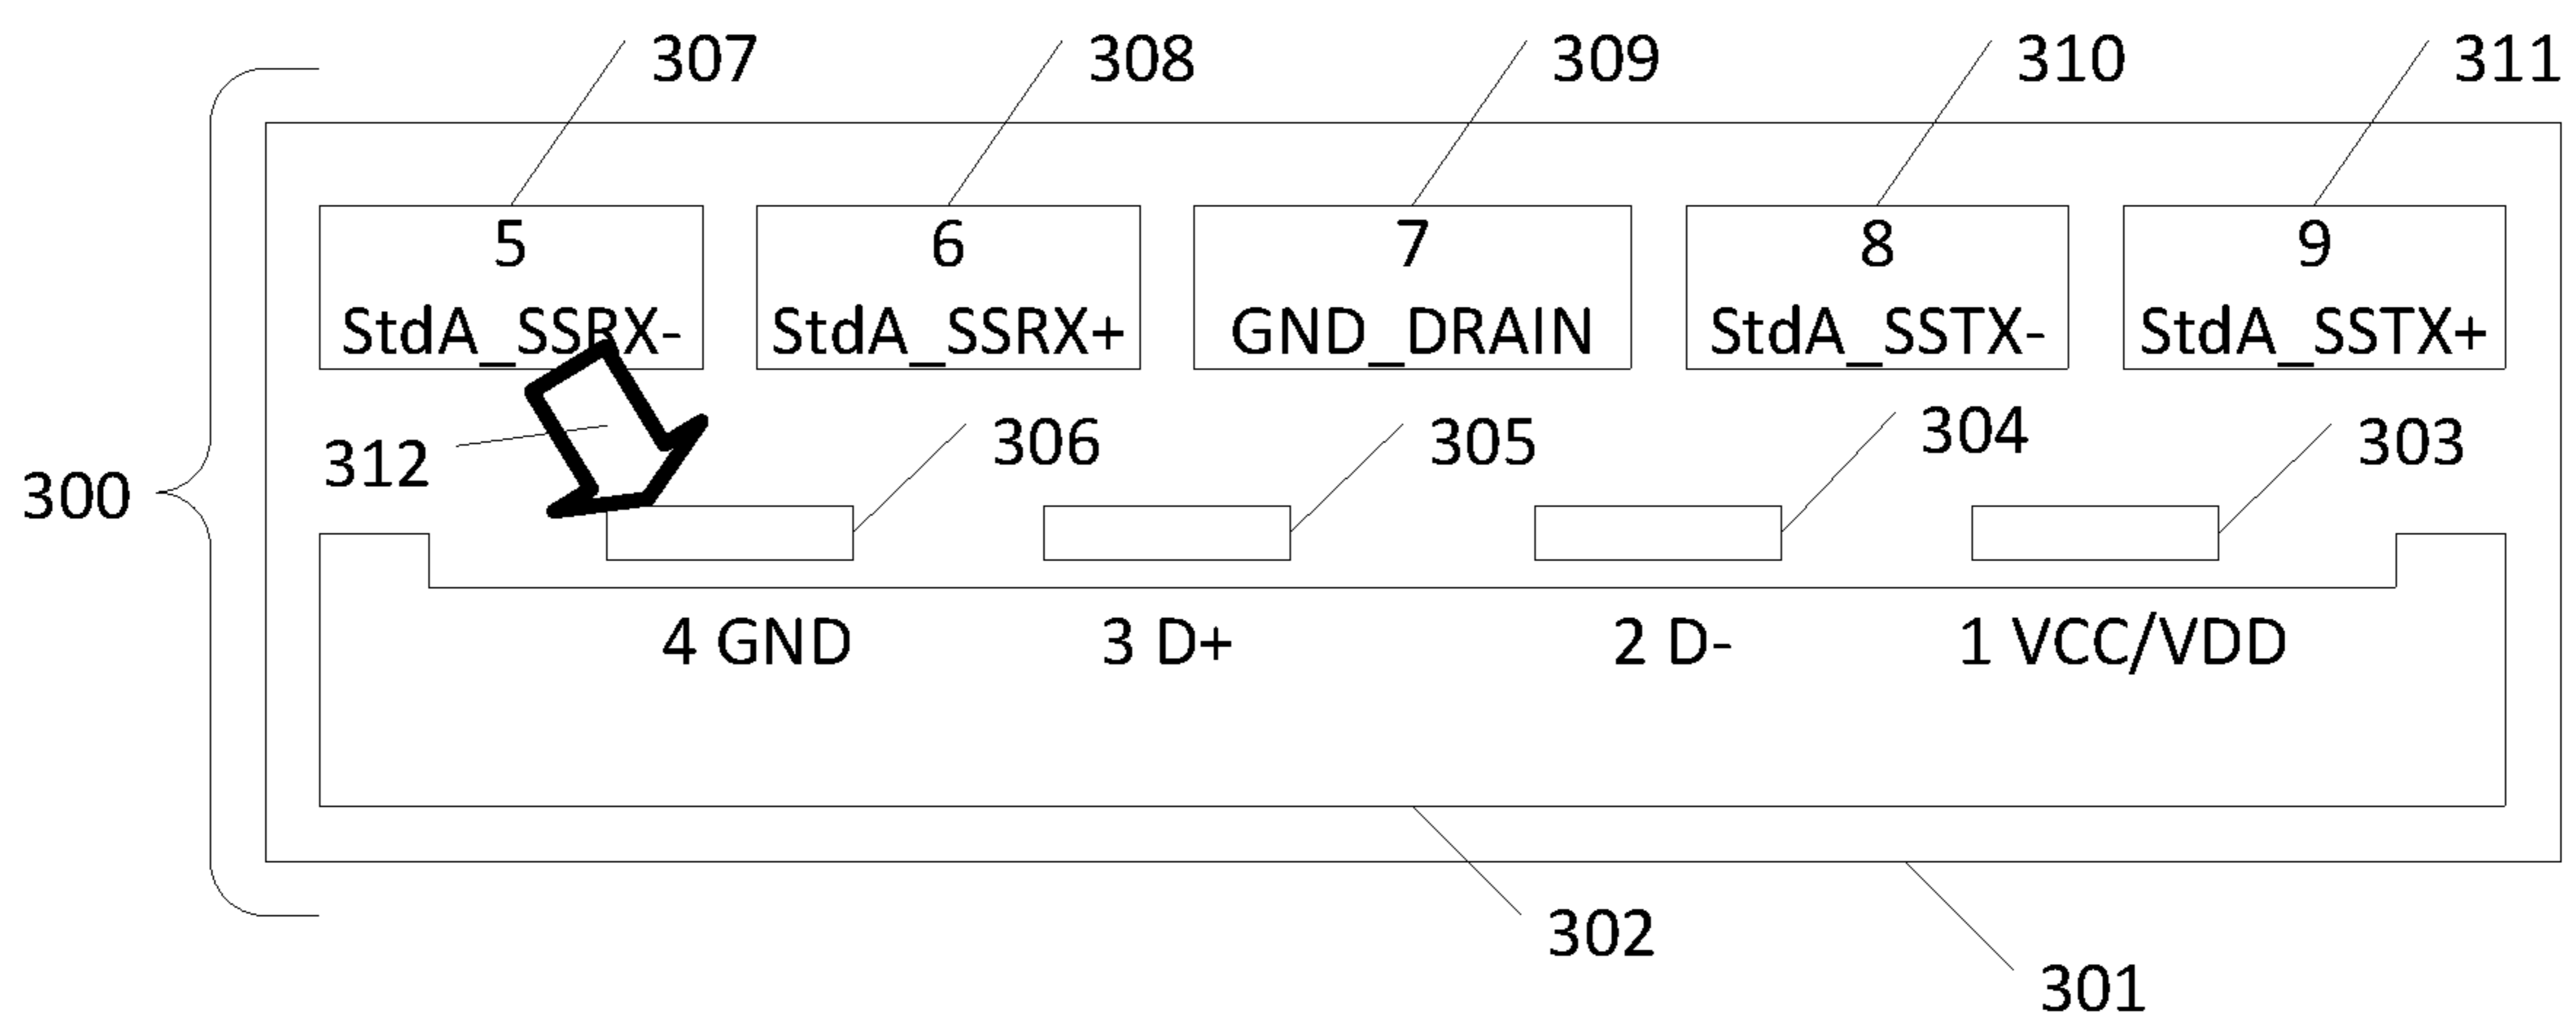 307 308 309 310 311
5 6 7 8 9
StdA_SSRX- StdA_SSRX+ GND_DRAIN StdA_SSTX- StdA_SSTX+
312 306 305 304 303
300
4 GND 3 D+ 2 D- 1 VCC/VDD
302
301